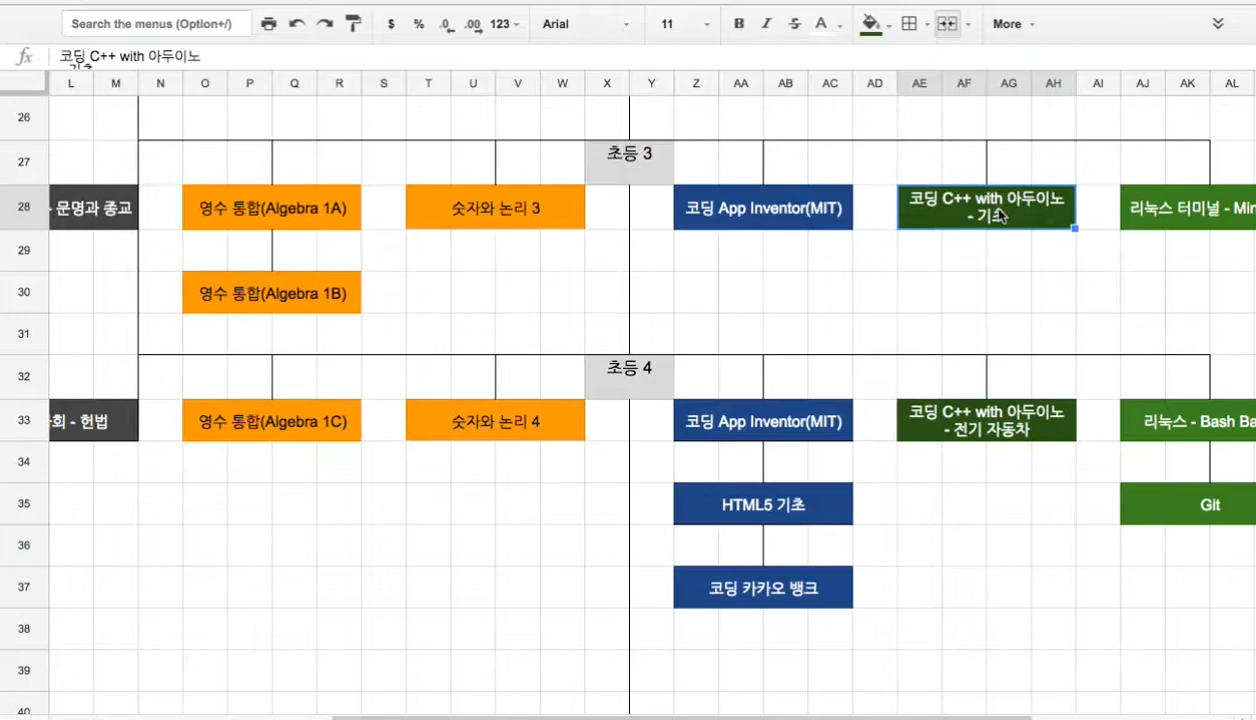 Search the menus (Option+/)
$ % .0 .00 123 Arial 11 B I S A More
fx 코딩 C++ with 아두이노
L M N O P Q R S T U V W X Y Z AA AB AC AD AE AF AG AH AI AJ AK AL
26
27 초등 3
28 문명과 종교 영수 통합(Algebra 1A) 숫자와 논리 3 코딩 App Inventor(MIT) 코딩 C++ with 아두이노
- 기초 리눅스 터미널 - Min
29
30 영수 통합(Algebra 1B)
31
32 초등 4
33 회 - 헌법 영수 통합(Algebra 1C) 숫자와 논리 4 코딩 App Inventor(MIT) 코딩 C++ with 아두이노
- 전기 자동차 리눅스 - Bash Ba
34
35 HTML5 기초 Git
36
37 코딩 카카오 뱅크
38
39
40